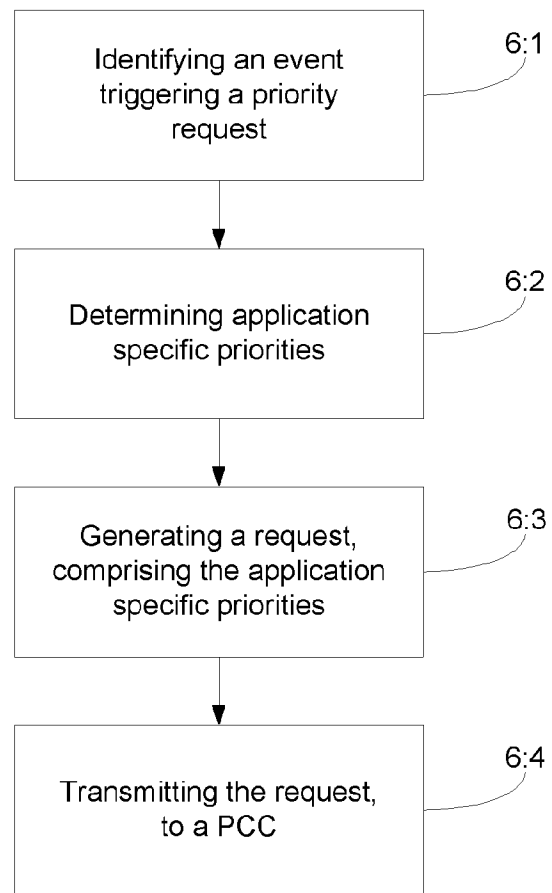 Identifying an event
triggering a priority
request
6:1
Determining application
specific priorities
6:2
Generating a request,
comprising the application
specific priorities
6:3
Transmitting the request,
to a PCC
6:4